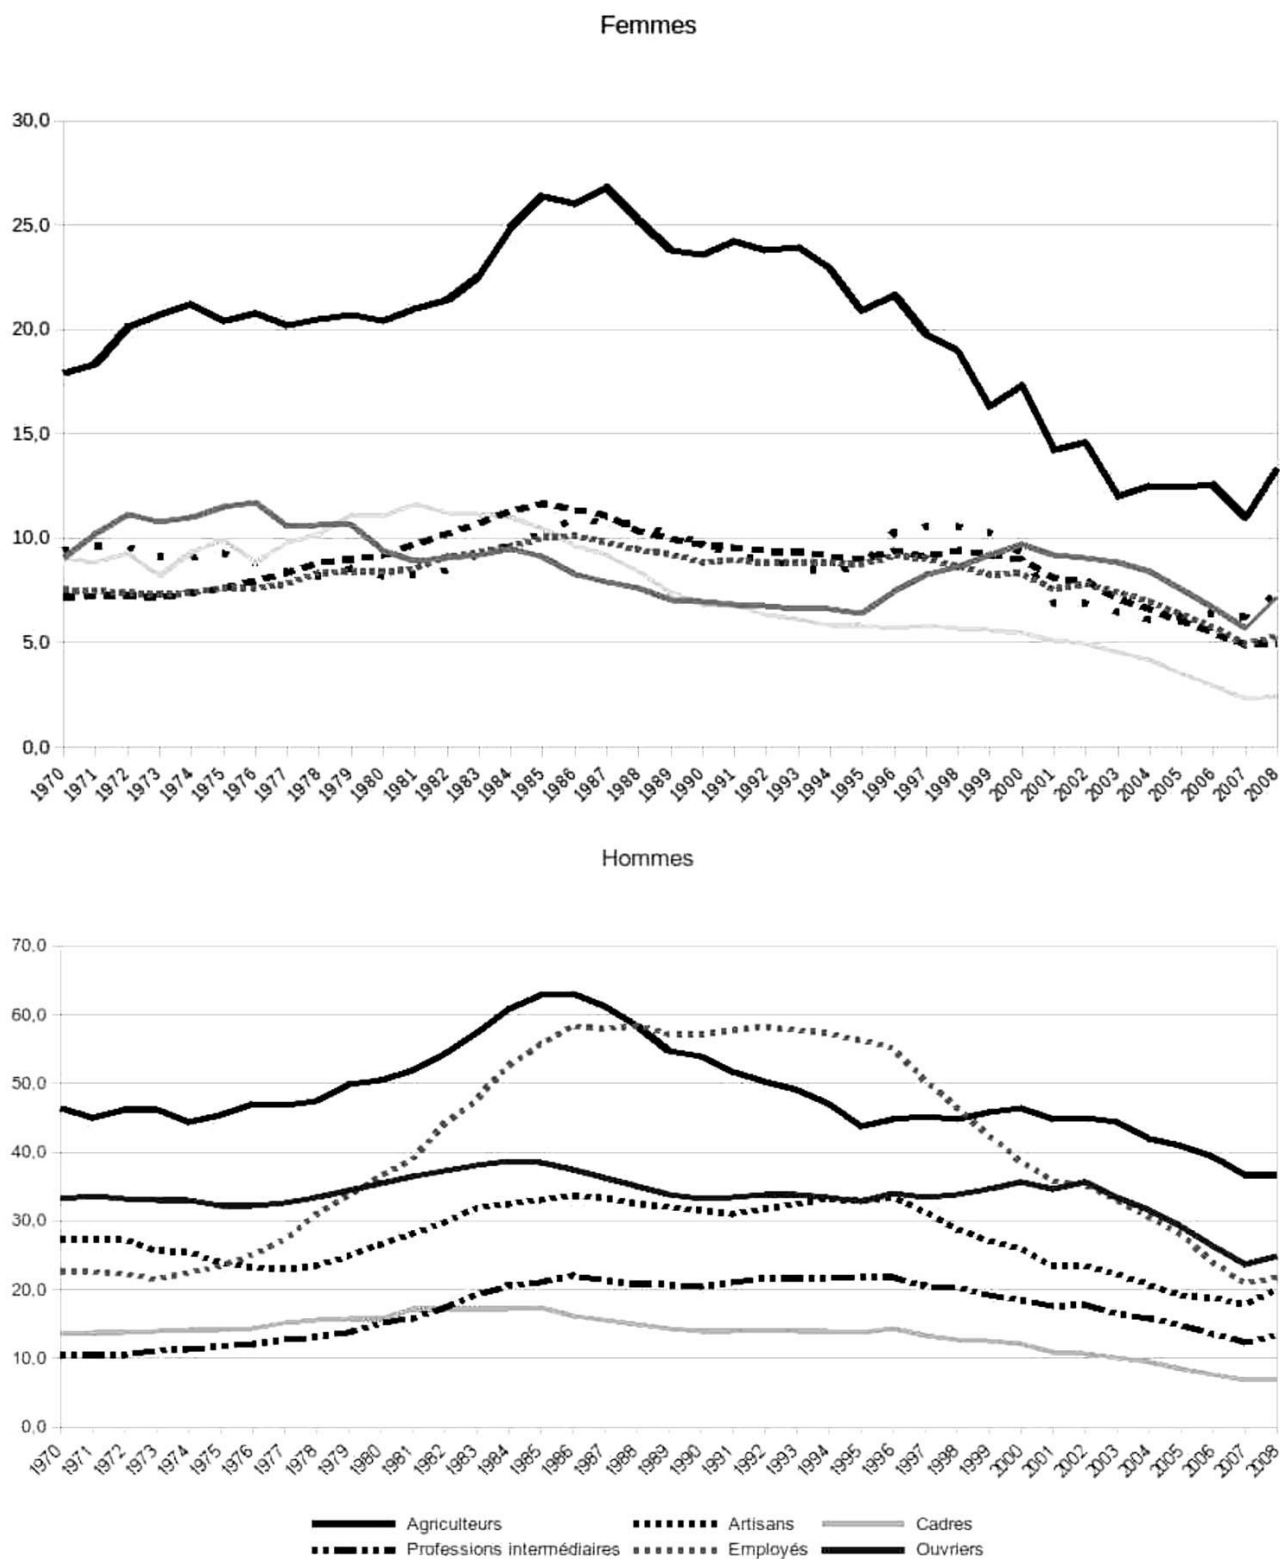 Femmes
30,0
25,0
20,0
15,0
10,0
5,0
0,0
1970 1971 1972 1973 1974 1975 1976 1977 1978 1979 1980 1981 1982 1983 1984 1985 1986 1987 1988 1989 1990 1991 1992 1993 1994 1995 1996 1997 1998 1999 2000 2001 2002 2003 2004 2005 2006 2007 2008
Hommes
70,0
60,0
50,0
40,0
30,0
20,0
10,0
0,0
1970 1971 1972 1973 1974 1975 1976 1977 1978 1979 1980 1981 1982 1983 1984 1985 1986 1987 1988 1989 1990 1991 1992 1993 1994 1995 1996 1997 1998 1999 2000 2001 2002 2003 2004 2005 2006 2007 2008
Agriculteurs Artisans Cadres
Professions intermédiaires Employés Ouvriers